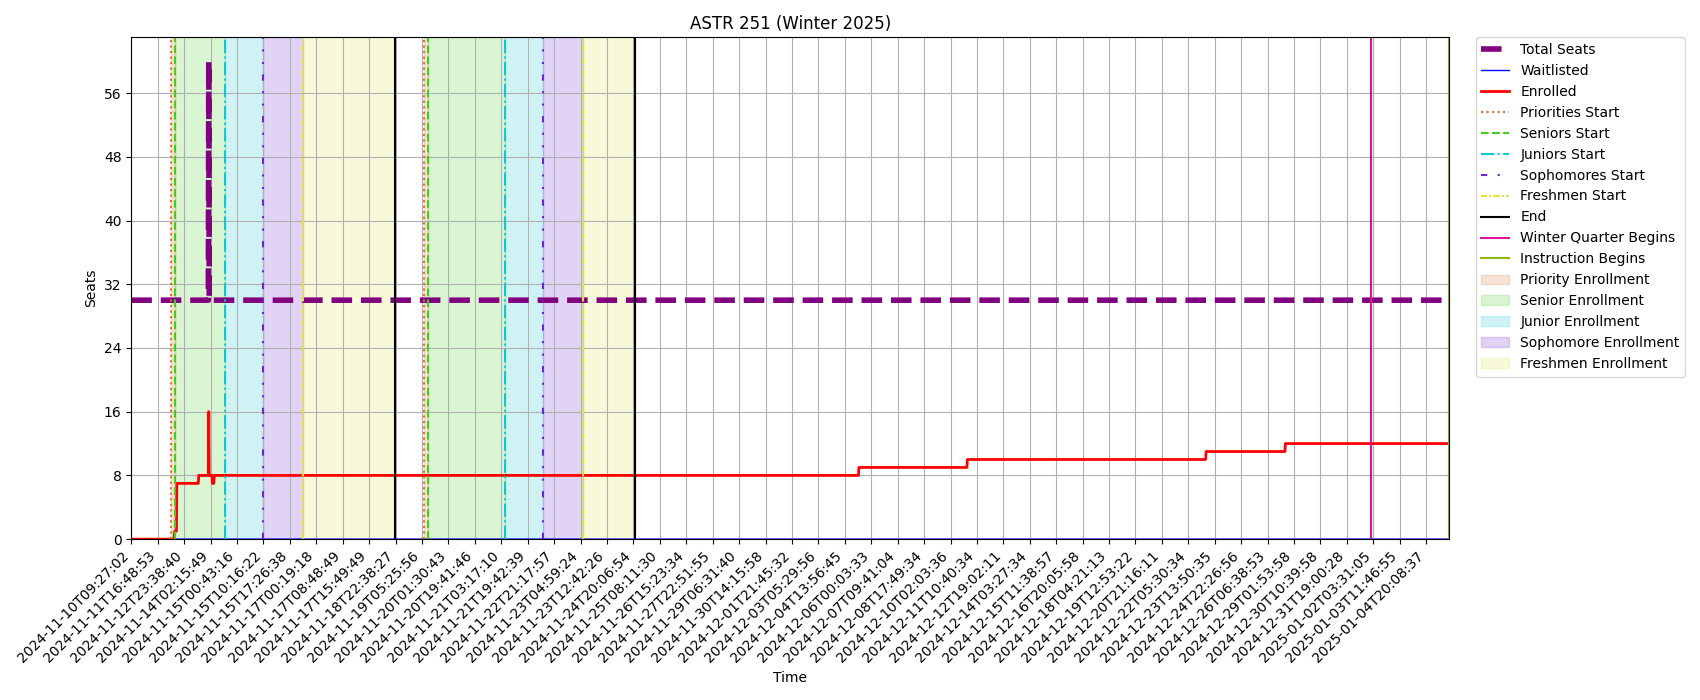 ASTR 251 (Winter 2025)
Seats
56
48
40
32
24
16
8
0
2024-11-10T09:27:02
2024-11-11T16:48:53
2024-11-12T23:38:40
2024-11-14T02:15:49
2024-11-15T00:43:16
2024-11-15T10:16:22
2024-11-15T17:26:38
2024-11-17T00:19:18
2024-11-17T08:48:49
2024-11-17T15:49:49
2024-11-18T22:38:27
2024-11-19T05:25:56
2024-11-20T01:30:43
2024-11-20T19:41:46
2024-11-21T03:17:10
2024-11-21T19:42:39
2024-11-22T21:17:57
2024-11-23T04:59:24
2024-11-23T12:42:26
2024-11-24T20:06:54
2024-11-25T08:11:30
2024-11-26T15:23:34
2024-11-27T22:51:55
2024-11-29T06:31:40
2024-11-30T14:15:58
2024-12-01T21:45:32
2024-12-03T05:29:56
2024-12-04T13:56:45
2024-12-06T00:03:33
2024-12-07T09:41:04
2024-12-08T17:49:34
2024-12-10T02:03:36
2024-12-11T10:40:34
2024-12-12T19:02:11
2024-12-14T03:27:34
2024-12-15T11:38:57
2024-12-16T20:05:58
2024-12-18T04:21:13
2024-12-19T12:53:22
2024-12-20T21:16:11
2024-12-22T05:30:34
2024-12-23T13:50:35
2024-12-24T22:26:56
2024-12-26T06:38:53
2024-12-29T01:53:58
2024-12-30T10:39:58
2024-12-31T19:00:28
2025-01-02T03:31:05
2025-01-03T11:46:55
2025-01-04T20:08:37
Time
Total Seats
Waitlisted
Enrolled
Priorities Start
Seniors Start
Juniors Start
Sophomores Start
Freshmen Start
End
Winter Quarter Begins
Instruction Begins
Priority Enrollment
Senior Enrollment
Junior Enrollment
Sophomore Enrollment
Freshmen Enrollment